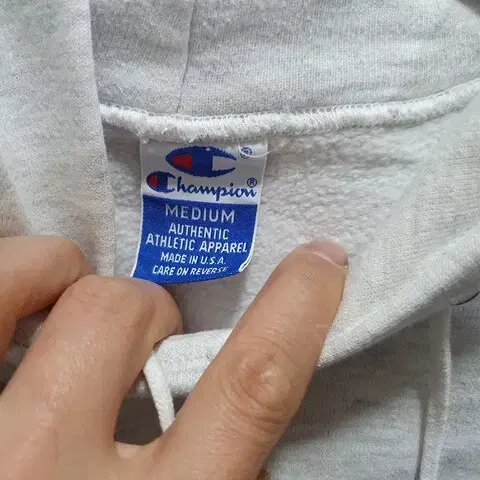 Champion®
MEDIUM
AUTHENTIC
ATHLETIC APPAREL
MADE IN U.S.A.
CARE ON REVERSE